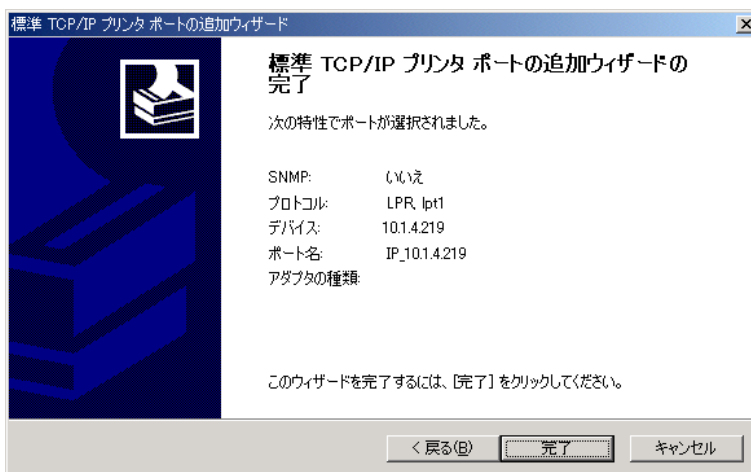 標準 TCP/IP プリンタ ポートの追加ウィザード
標準 TCP/IP プリンタ ポートの追加ウィザードの
完了
次の特性でポートが選択されました。
SNMP: いいえ
プロトコル: LPR, lpt1
デバイス: 10.1.4.219
ポート名: IP_10.1.4.219
アダプタの種類:
このウィザードを完了するには、[完了] をクリックしてください。
< 戻る(B) 完了 キャンセル